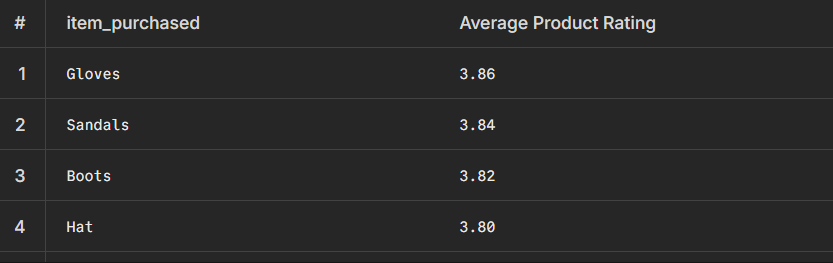 # item_purchased Average Product Rating
1 Gloves 3.86
2 Sandals 3.84
3 Boots 3.82
4 Hat 3.80